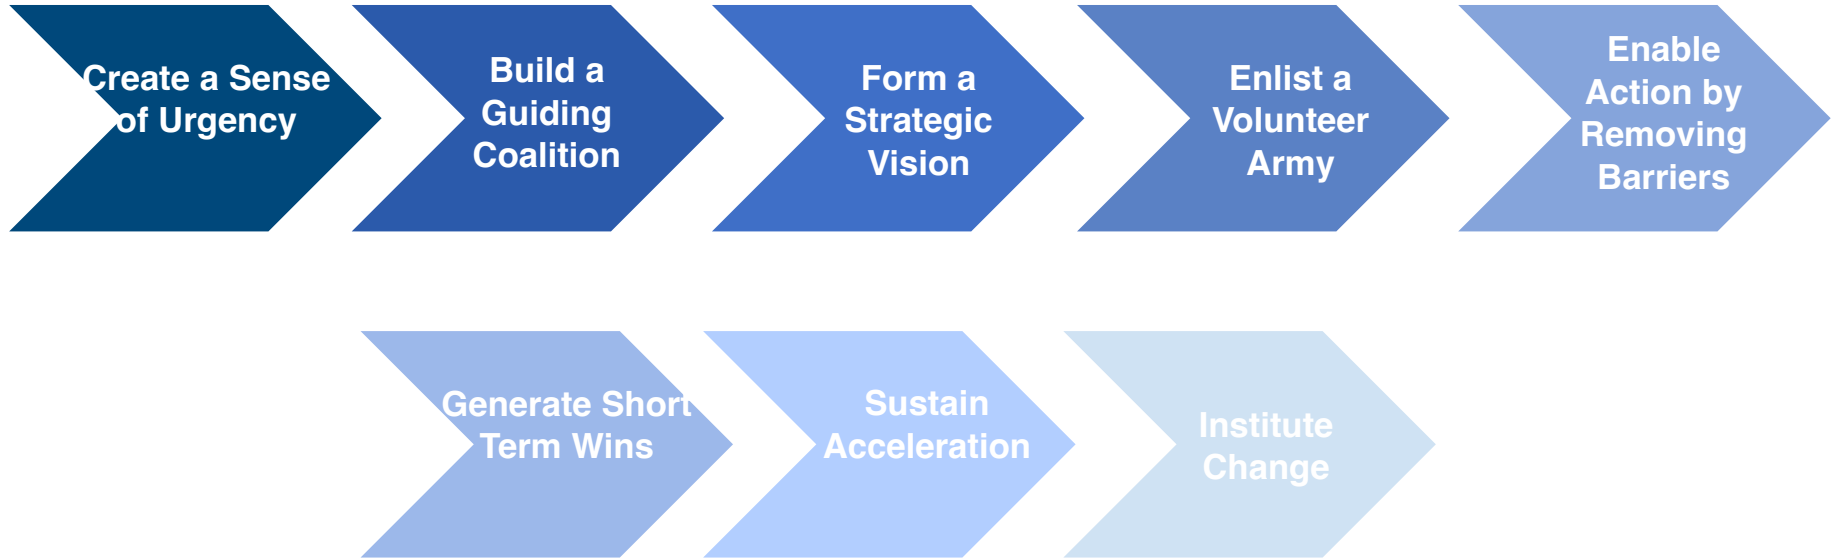 Create a Sense
of Urgency
Build a
Guiding
Coalition
Form a
Strategic
Vision
Enlist a
Volunteer
Army
Enable
Action by
Removing
Barriers
Generate Short
Term Wins
Sustain
Acceleration
Institute
Change